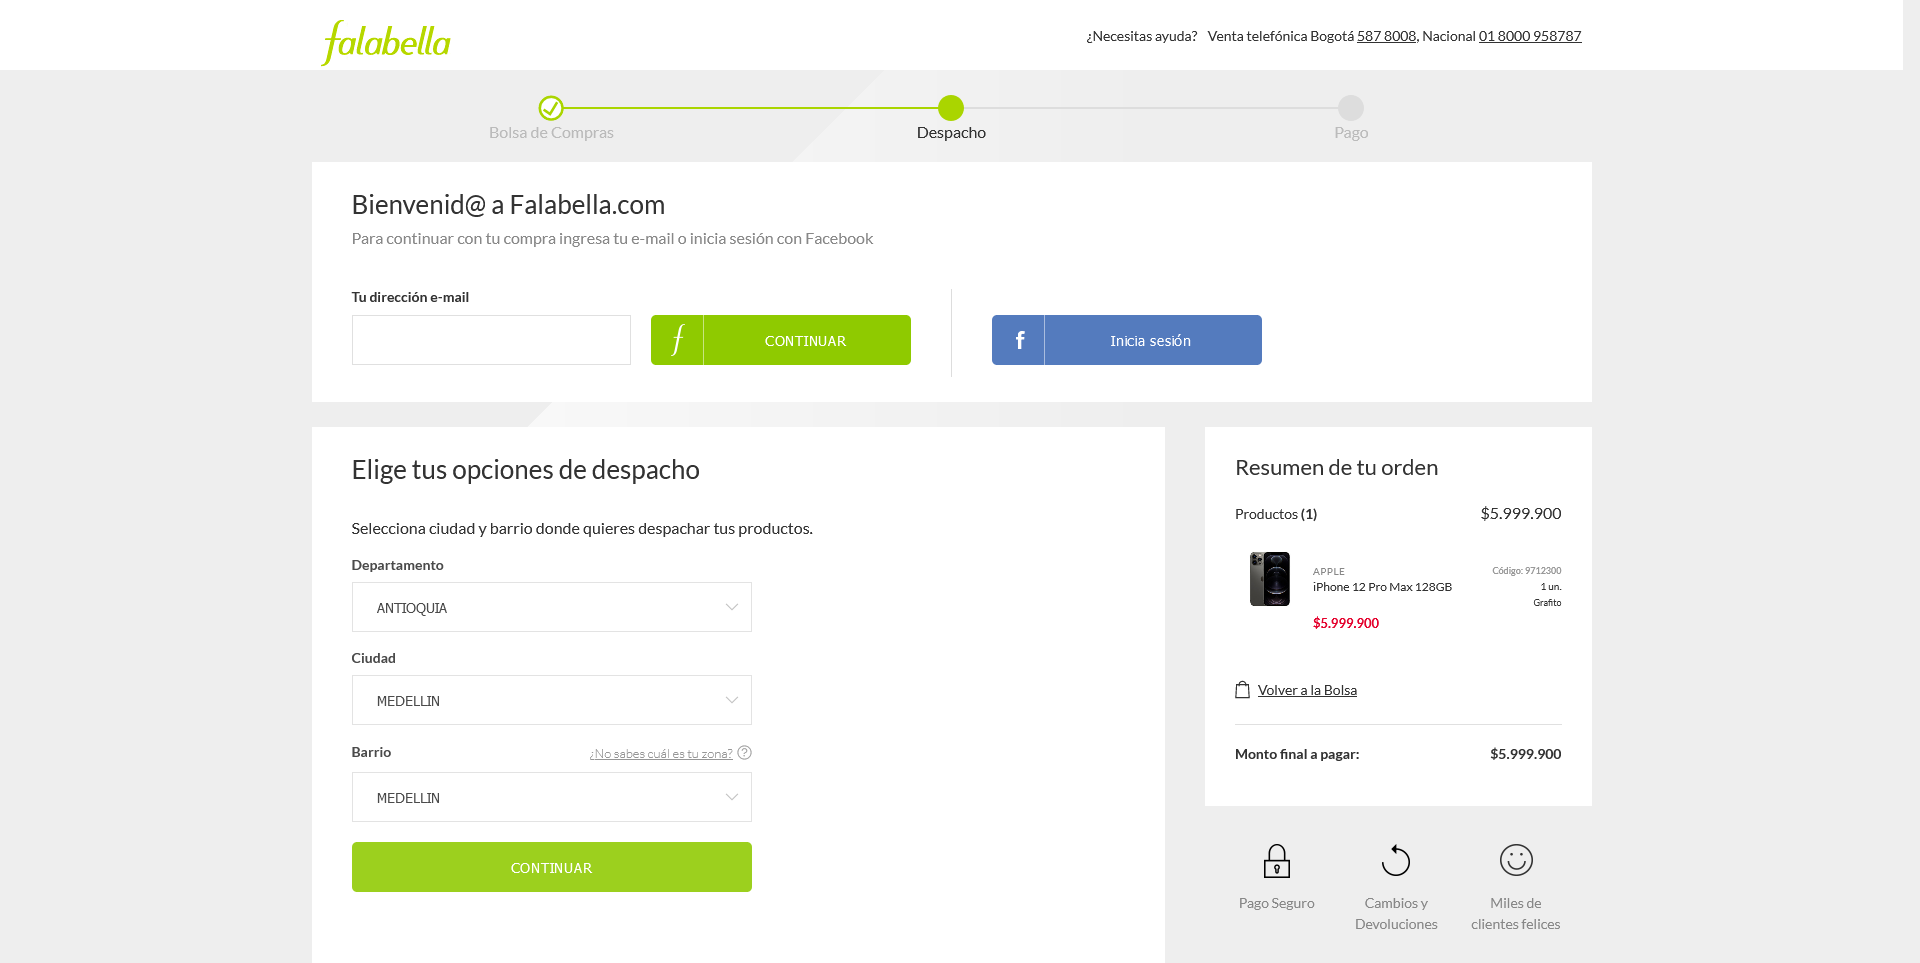 falabella
¿Necesitas ayuda? Venta telefónica Bogotá 587 8008, Nacional 01 8000 958787
Bolsa de Compras
Despacho
Pago
Bienvenid@ a Falabella.com
Para continuar con tu compra ingresa tu e-mail o inicia sesión con Facebook
Tu dirección e-mail
f CONTINUAR
f Inicia sesión
Elige tus opciones de despacho
Selecciona ciudad y barrio donde quieres despachar tus productos.
Departamento
ANTIOQUIA
Ciudad
MEDELLIN
Barrio
¿No sabes cuál es tu zona? ?
MEDELLIN
CONTINUAR
Resumen de tu orden
Productos (1) $5.999.900
APPLE
iPhone 12 Pro Max 128GB
$5.999.900
Código: 9712300
1 un.
Grafito
Volver a la Bolsa
Monto final a pagar: $5.999.900
Pago Seguro
Cambios y
Devoluciones
Miles de
clientes felices